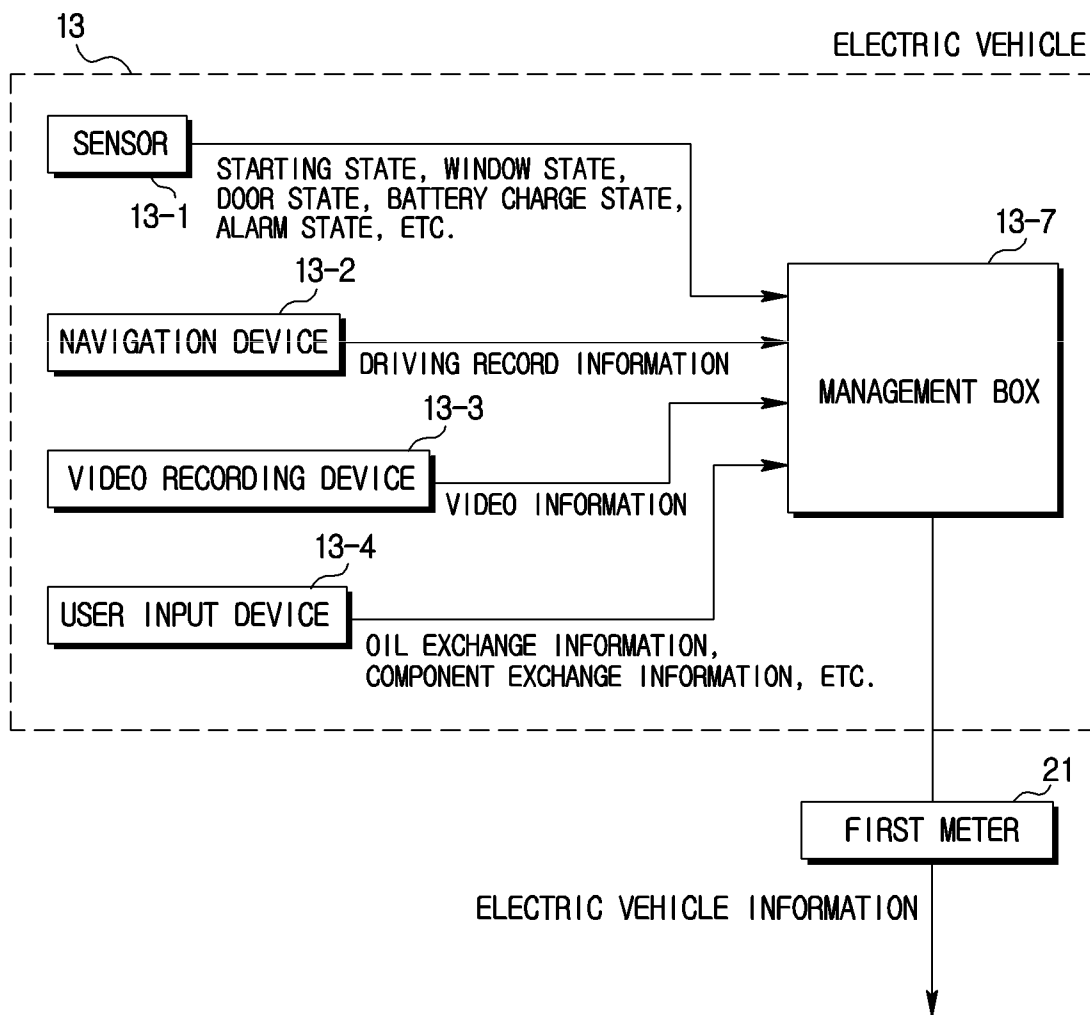 13
ELECTRIC VEHICLE
SENSOR
13-1
STARTING STATE, WINDOW STATE,
DOOR STATE, BATTERY CHARGE STATE,
ALARM STATE, ETC.
13-7
MANAGEMENT BOX
13-2
NAVIGATION DEVICE
DRIVING RECORD INFORMATION
13-3
VIDEO RECORDING DEVICE
VIDEO INFORMATION
13-4
USER INPUT DEVICE
OIL EXCHANGE INFORMATION,
COMPONENT EXCHANGE INFORMATION, ETC.
21
FIRST METER
ELECTRIC VEHICLE INFORMATION